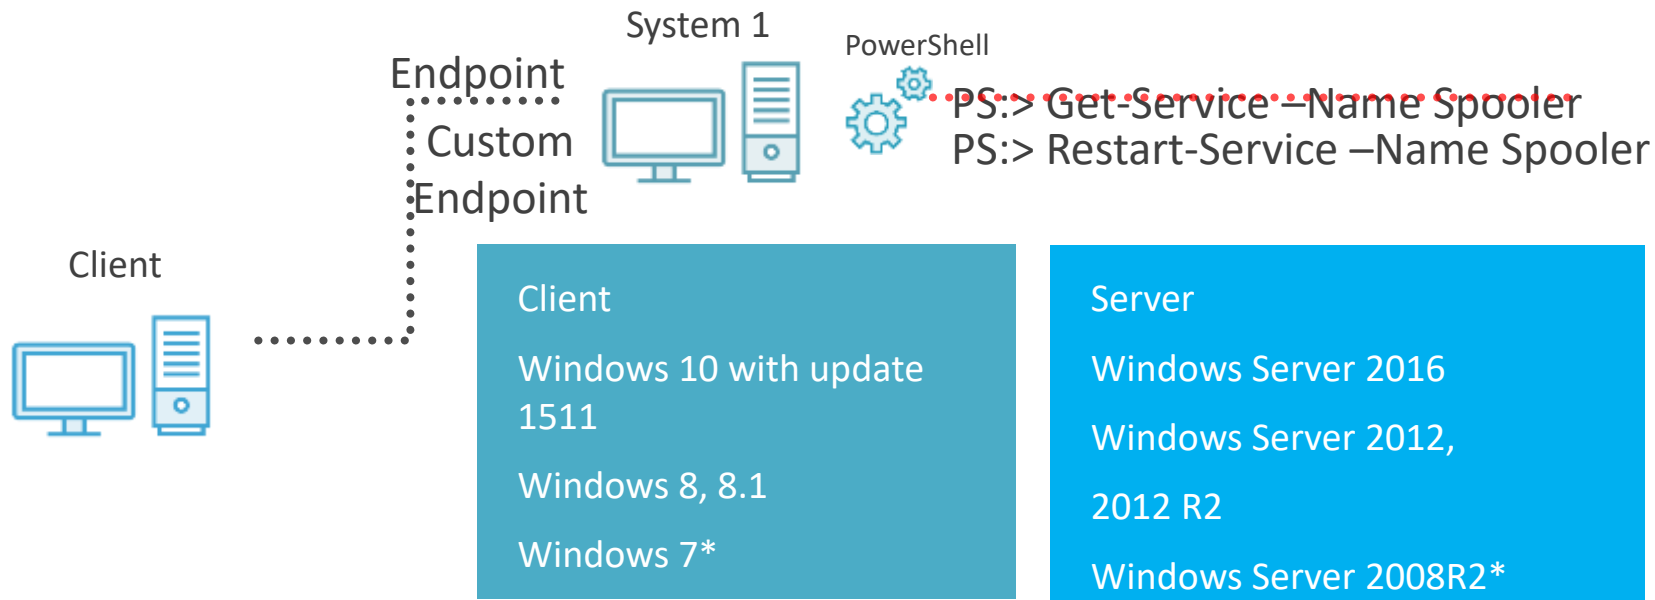 System 1
PowerShell
Endpoint
Custom
Endpoint
PS:> Get-Service –Name Spooler
PS:> Restart-Service –Name Spooler
Client
Client
Windows 10 with update
1511
Windows 8, 8.1
Windows 7*
Server
Windows Server 2016
Windows Server 2012,
2012 R2
Windows Server 2008R2*